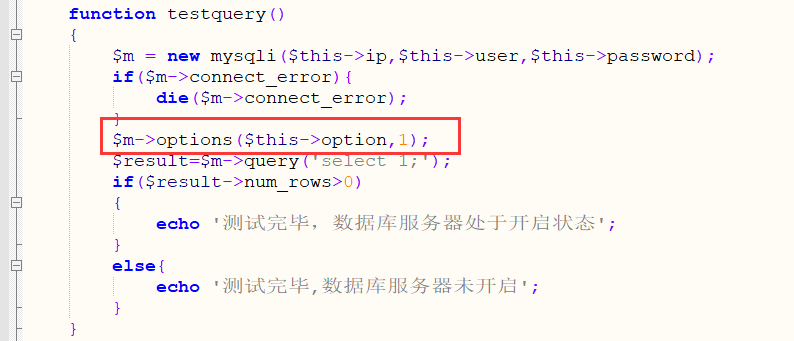 function testquery()
{
$m = new mysqli($this->ip,$this->user,$this->password);
if($m->connect_error){
die($m->connect_error);
}
$m->options($this->option,1);
$result=$m->query('select 1;');
if($result->num_rows>0)
{
echo '测试完毕，数据库服务器处于开启状态';
}
else{
echo '测试完毕,数据库服务器未开启';
}
}